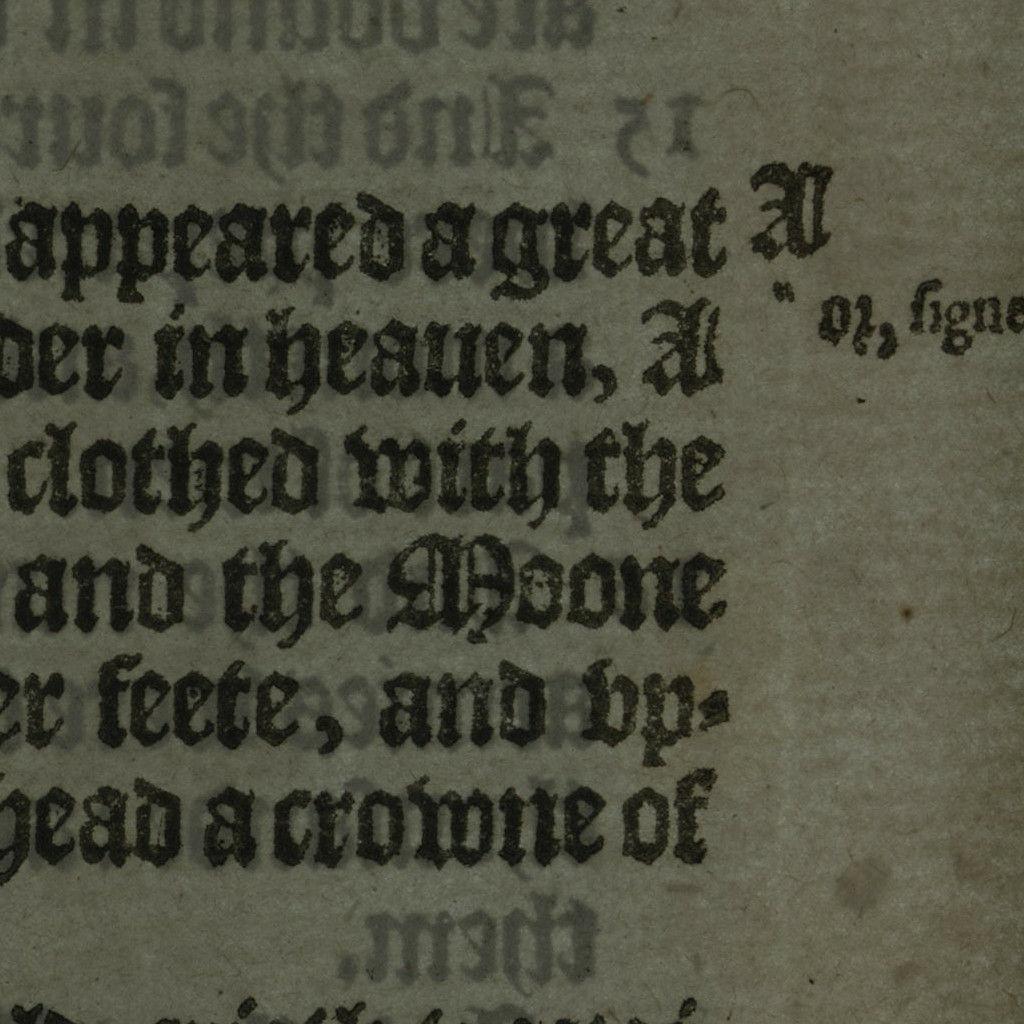 appeared a great A
" Or, signe
der in heauen, A
clothed with the
and the Moone
er feete, and vp-
head a crowne of